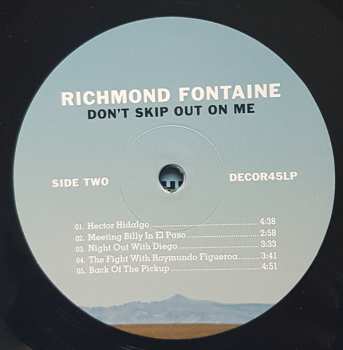 RICHMOND FONTAINE
DON'T SKIP OUT ON ME
SIDE TWO
DECOR45LP
01. Hector Hidalgo 4:38
02. Meeting Billy In El Paso 2:58
03. Night Out With Diego 3:33
04. The Fight With Raymundo Figueroa 3:41
05. Back Of The Pickup 4:51